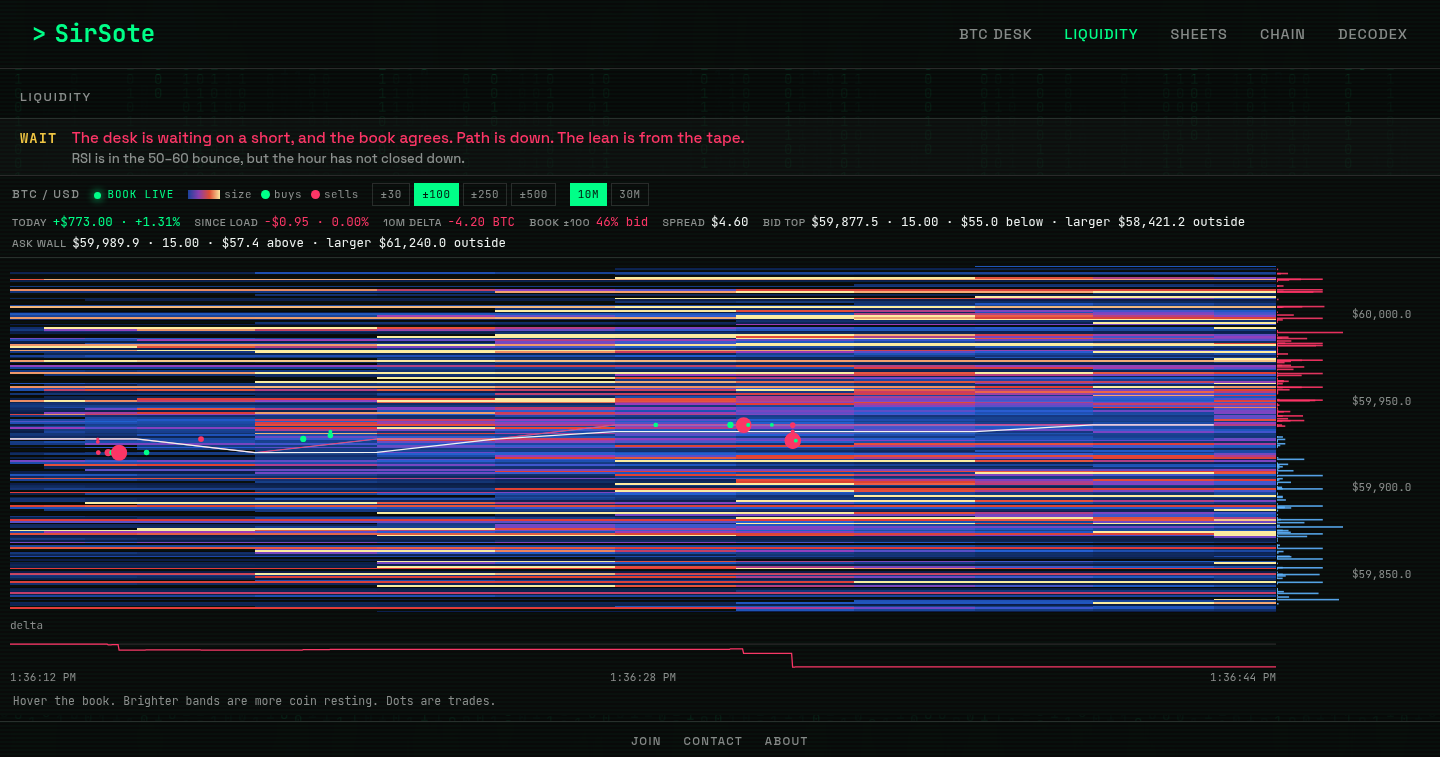 > SirSote
BTC DESK LIQUIDITY SHEETS CHAIN DECODEX
LIQUIDITY
WAIT The desk is waiting on a short, and the book agrees. Path is down. The lean is from the tape.
RSI is in the 50–60 bounce, but the hour has not closed down.
BTC / USD BOOK LIVE size buys sells ±30 ±100 ±250 ±500 10M 30M
TODAY +$773.00 · +1.31% SINCE LOAD -$0.95 · 0.00% 10M DELTA -4.20 BTC BOOK ±100 46% bid SPREAD $4.60 BID TOP $59,877.5 · 15.00 · $55.0 below · larger $58,421.2 outside
ASK WALL $59,989.9 · 15.00 · $57.4 above · larger $61,240.0 outside
$60,000.0
$59,950.0
$59,900.0
$59,850.0
delta
1:36:12 PM 1:36:28 PM 1:36:44 PM
Hover the book. Brighter bands are more coin resting. Dots are trades.
JOIN CONTACT ABOUT